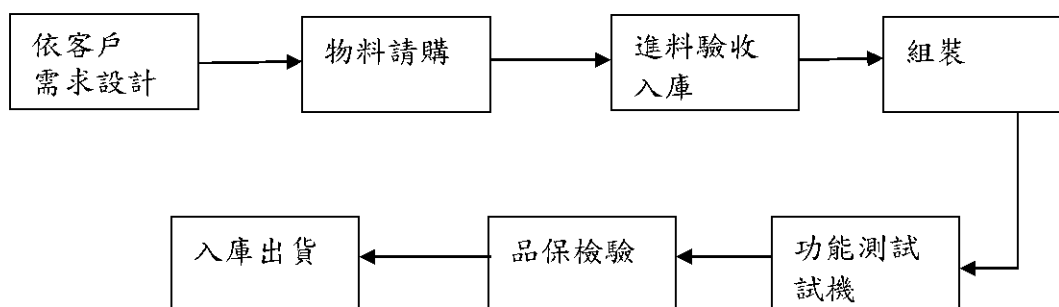 依客戶
需求設計
物料請購
進料驗收
入庫
組裝
功能測試
試機
品保檢驗
入庫出貨